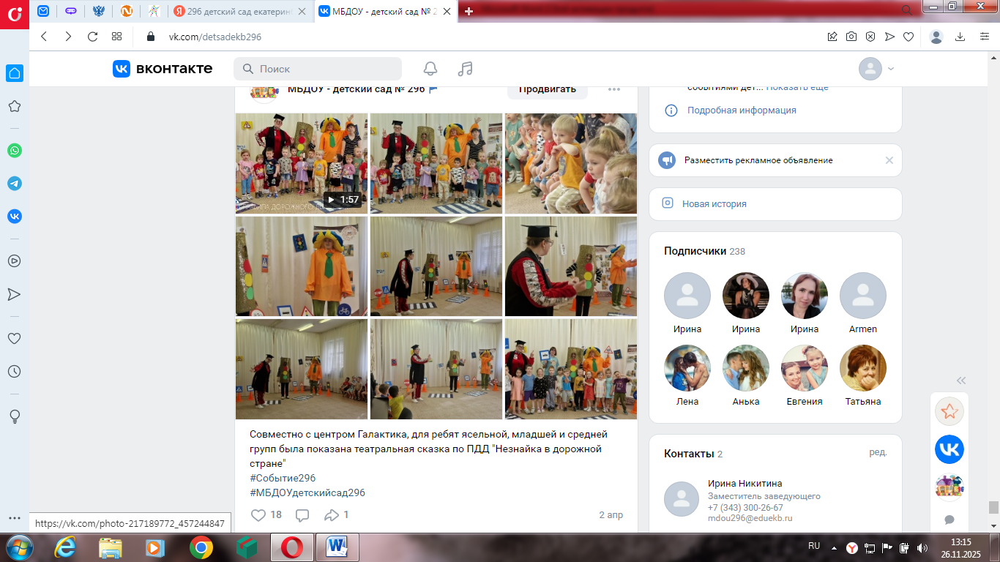 296 детский сад екатеринб
МБДОУ - детский сад № 2
vk.com/detsadekb296
вконтакте
Поиск
МБДОУ - детский сад № 296
Продвигать
1:57
событиями дет... Показать ещё
Подробная информация
Разместить рекламное объявление
Новая история
Подписчики 238
Ирина
Ирина
Ирина
Armen
Лена
Анька
Евгения
Татьяна
Контакты 2
ред.
Ирина Никитина
Заместитель заведующего
+7 (343) 300-26-67
mdou296@eduekb.ru
Совместно с центром Галактика, для ребят ясельной, младшей и средней
групп была показана театральная сказка по ПДД "Незнайка в дорожной
стране"
#Событие296
#МБДОУдетскийсад296
18
1
2 апр
https://vk.com/photo-217189772_457244847
RU
13:15
26.11.2025